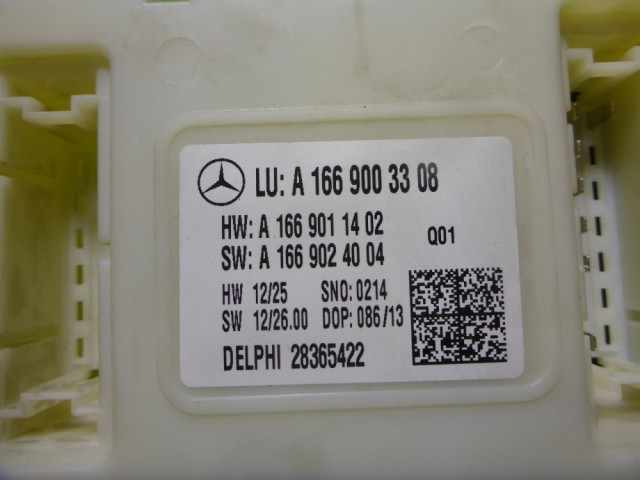 LU: A 166 900 33 08
HW: A 166 901 14 02
Q01
SW: A 166 902 40 04
HW 12/25 SNO: 0214
SW 12/26.00 DOP: 086/13
DELPHI 28365422